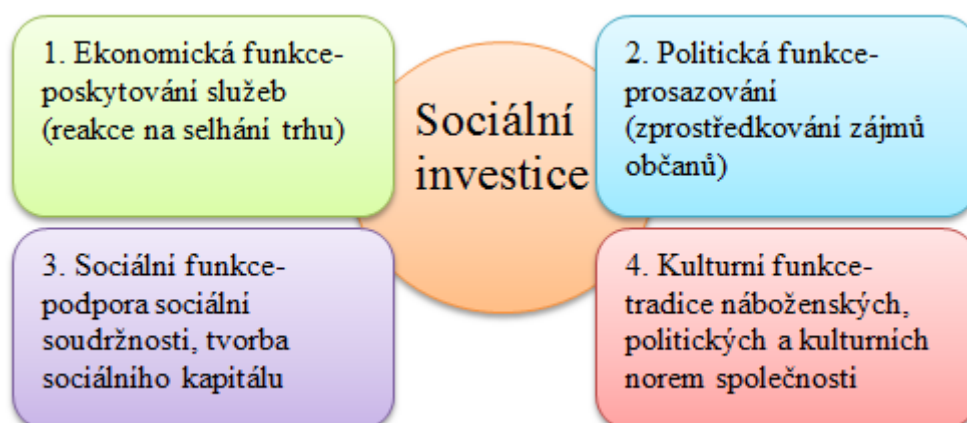 1. Ekonomická funkce-
poskytování služeb
(reakce na selhání trhu)
Sociální
investice
2. Politická funkce-
prosazování
(zprostředkování zájmů
občanů)
3. Sociální funkce-
podpora sociální
soudržnosti, tvorba
sociálního kapitálu
4. Kulturní funkce-
tradice náboženských,
politických a kulturních
norem společnosti